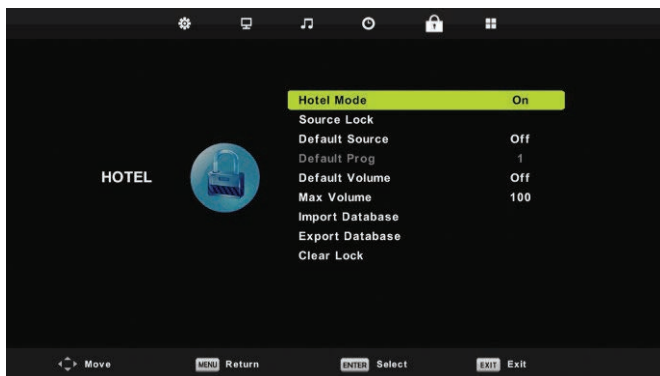 HOTEL
Hotel Mode On
Source Lock
Default Source Off
Default Prog 1
Default Volume Off
Max Volume 100
Import Database
Export Database
Clear Lock
Move MENU Return ENTER Select EXIT Exit